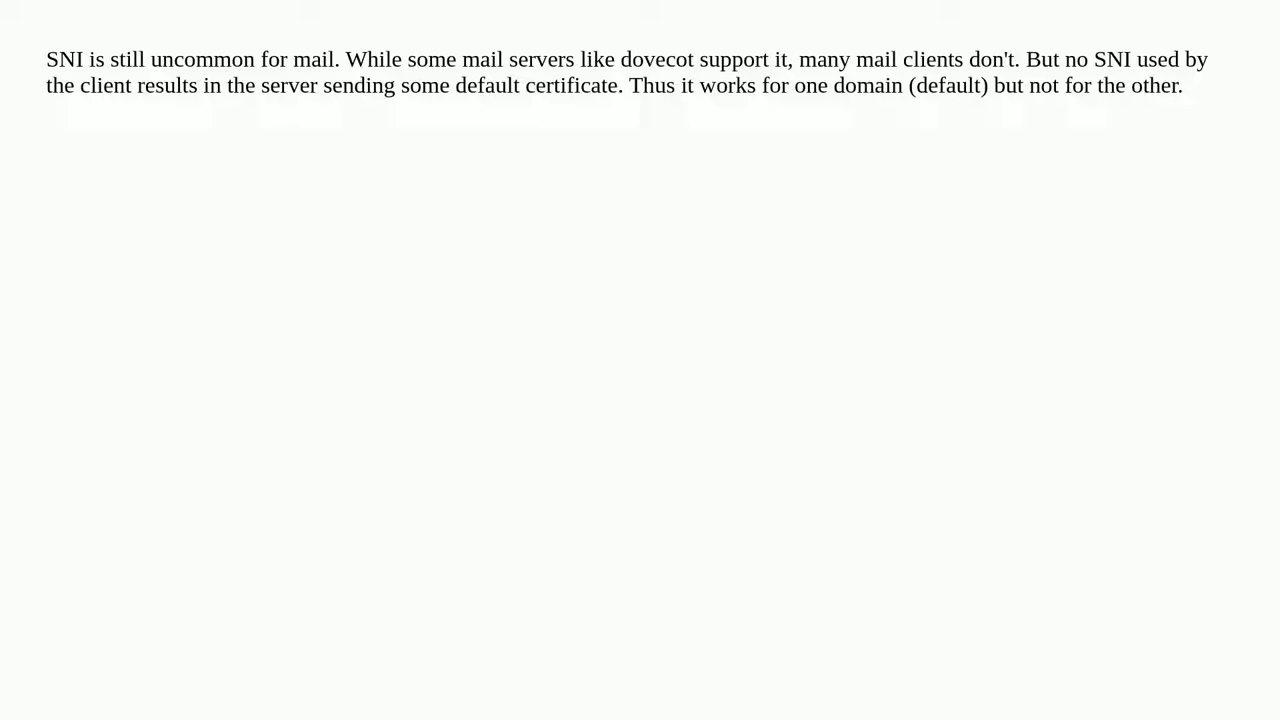 SNI is still uncommon for mail. While some mail servers like dovecot support it, many mail clients don't. But no SNI used by
the client results in the server sending some default certificate. Thus it works for one domain (default) but not for the other.